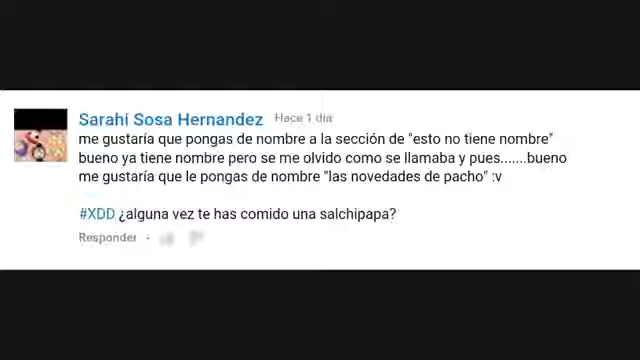 Sarahi Sosa Hernandez Hace 1 día
me gustaría que pongas de nombre a la sección de "esto no tiene nombre"
bueno ya tiene nombre pero se me olvido como se llamaba y pues.......bueno
me gustaría que le pongas de nombre "las novedades de pacho" :v
#XDD ¿alguna vez te has comido una salchipapa?
Responder ·